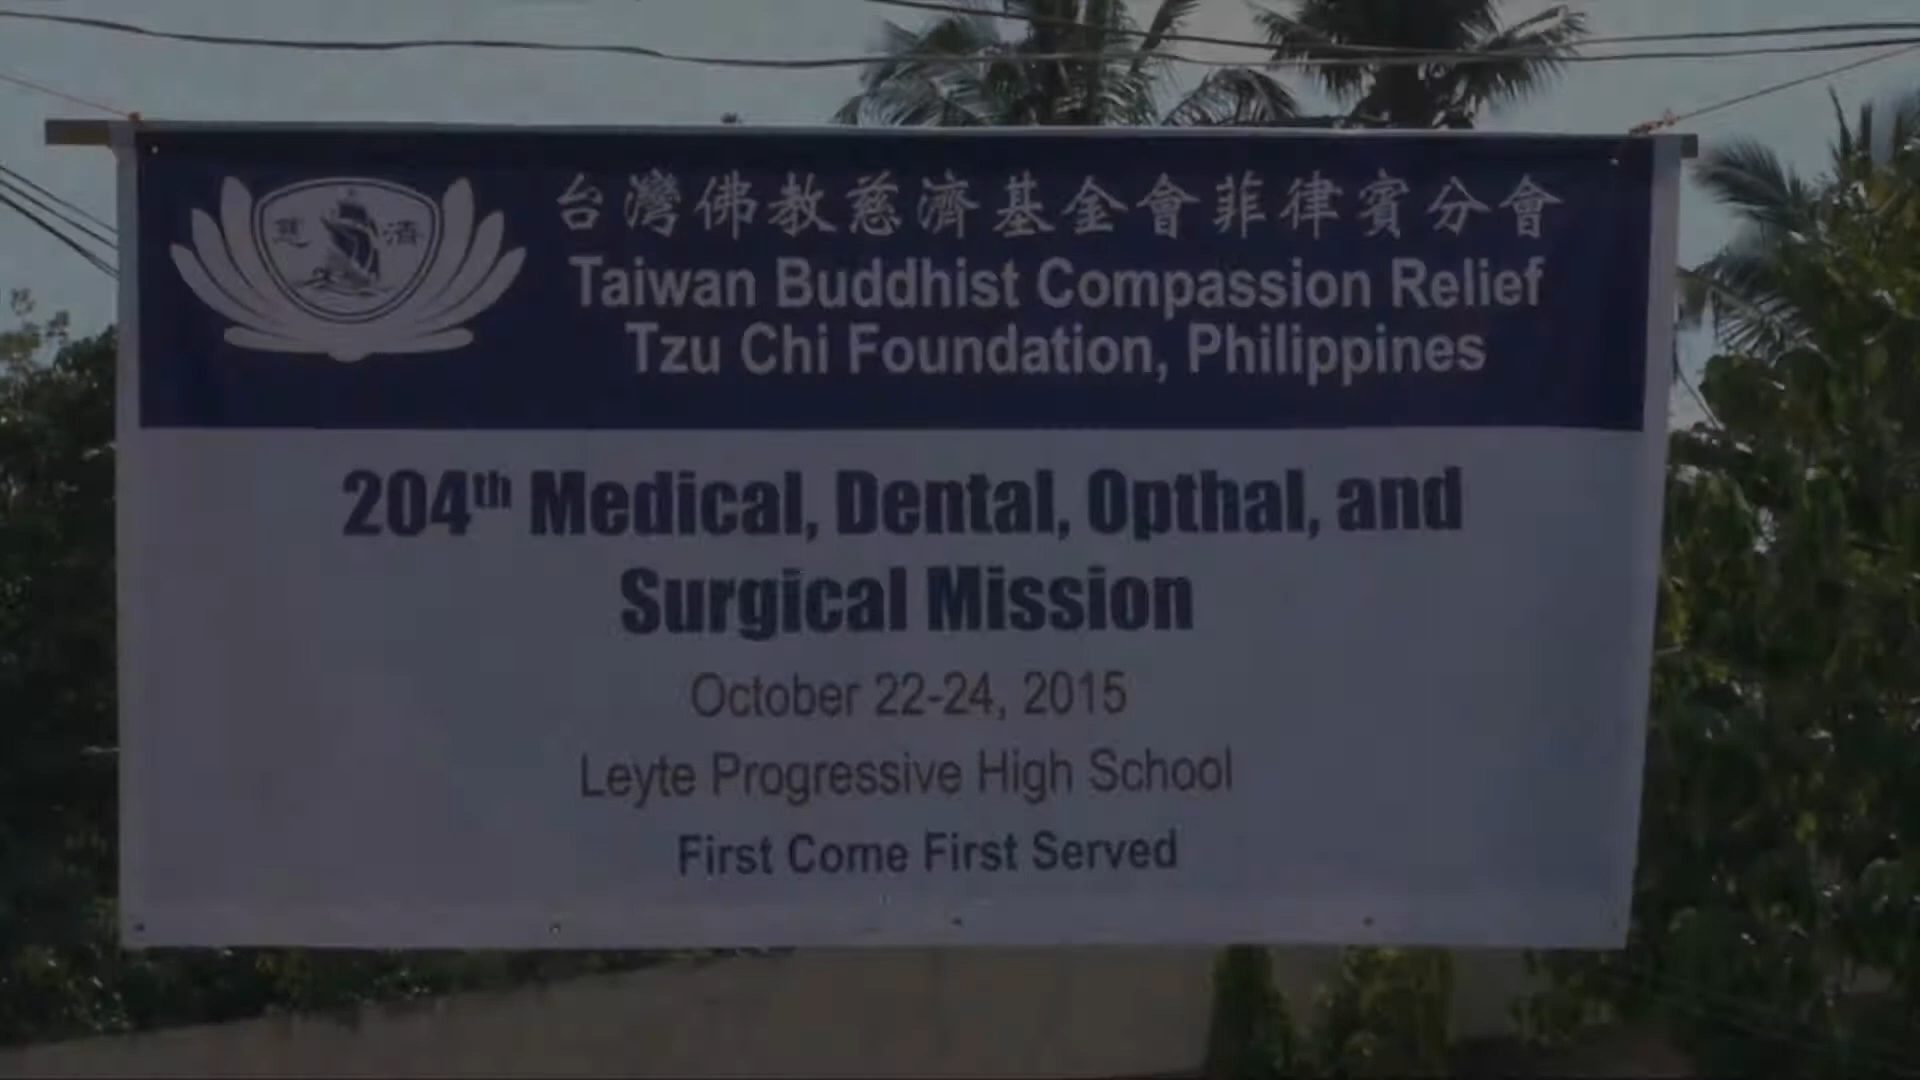 台灣佛教慈濟基金會菲律賓分會
慈 濟
Taiwan Buddhist Compassion Relief
Tzu Chi Foundation, Philippines
204th Medical, Dental, Opthal, and
Surgical Mission
October 22-24, 2015
Leyte Progressive High School
First Come First Served